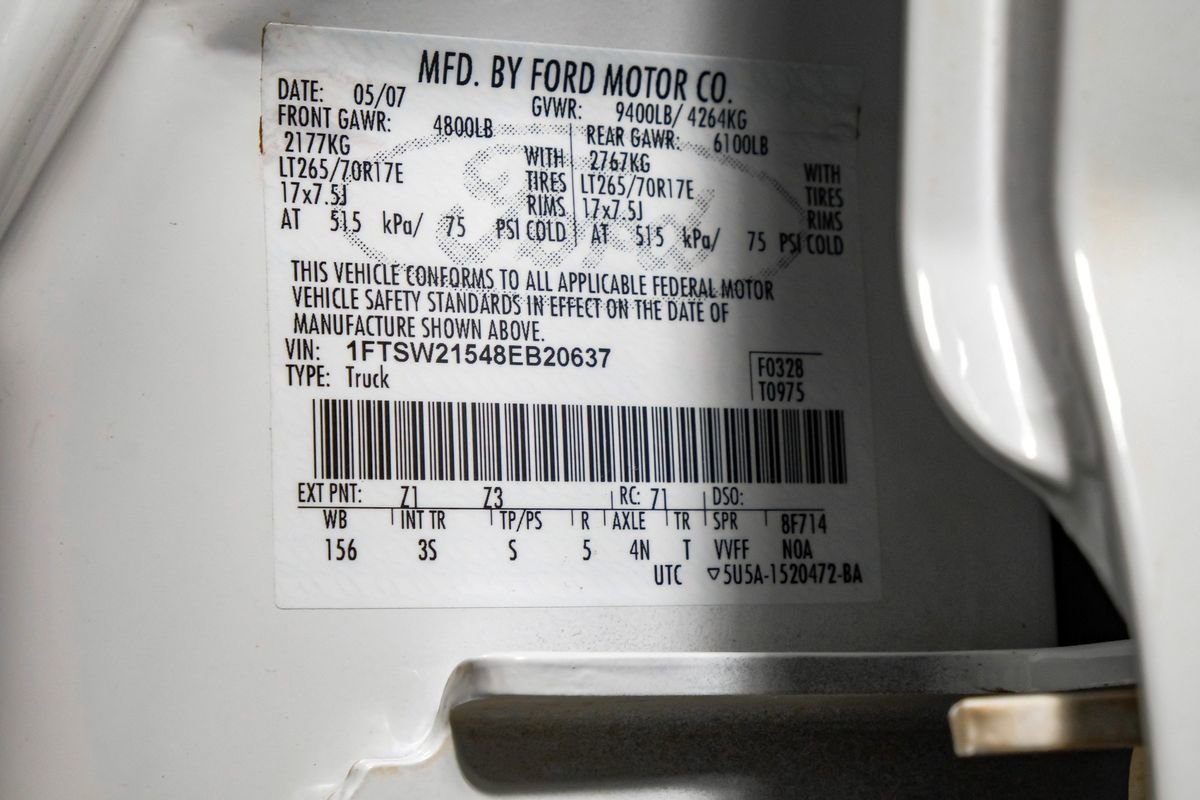 MFD. BY FORD MOTOR CO.
DATE: 05/07 GVWR: 9400LB/ 4264KG
FRONT GAWR: 4800LB REAR GAWR: 6100LB
2177KG WITH 2767KG WITH
LT265/70R17E TIRES LT265/70R17E TIRES
17x7.5J RIMS 17x7.5J RIMS
AT 515 kPa/ 75 PSI COLD AT 515 kPa/ 75 PSI COLD
Ford
THIS VEHICLE CONFORMS TO ALL APPLICABLE FEDERAL MOTOR
VEHICLE SAFETY STANDARDS IN EFFECT ON THE DATE OF
MANUFACTURE SHOWN ABOVE.
VIN: 1FTSW21548EB20637
TYPE: Truck
F0328
T0975
EXT PNT: Z1 Z3 RC: 71 DSO:
WB INT TR TP/PS R AXLE TR SPR 8F714
156 3S S 5 4N T VVFF NOA
UTC ▽5U5A-1520472-BA